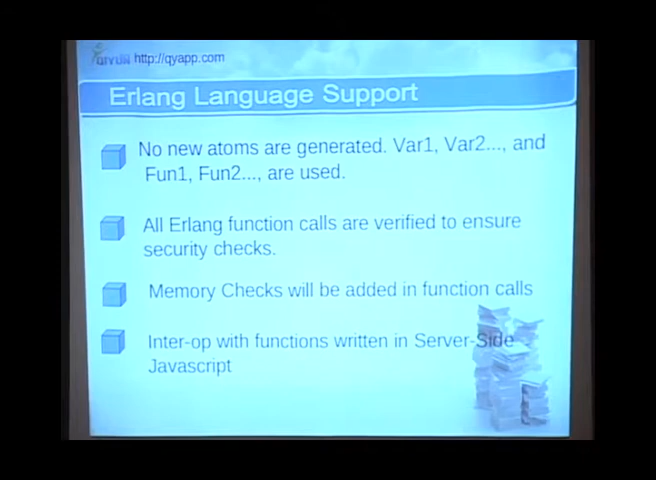 QIYUN http://qyapp.com
Erlang Language Support
No new atoms are generated. Var1, Var2..., and
Fun1, Fun2..., are used.
All Erlang function calls are verified to ensure
security checks.
Memory Checks will be added in function calls
Inter-op with functions written in Server-Side
Javascript